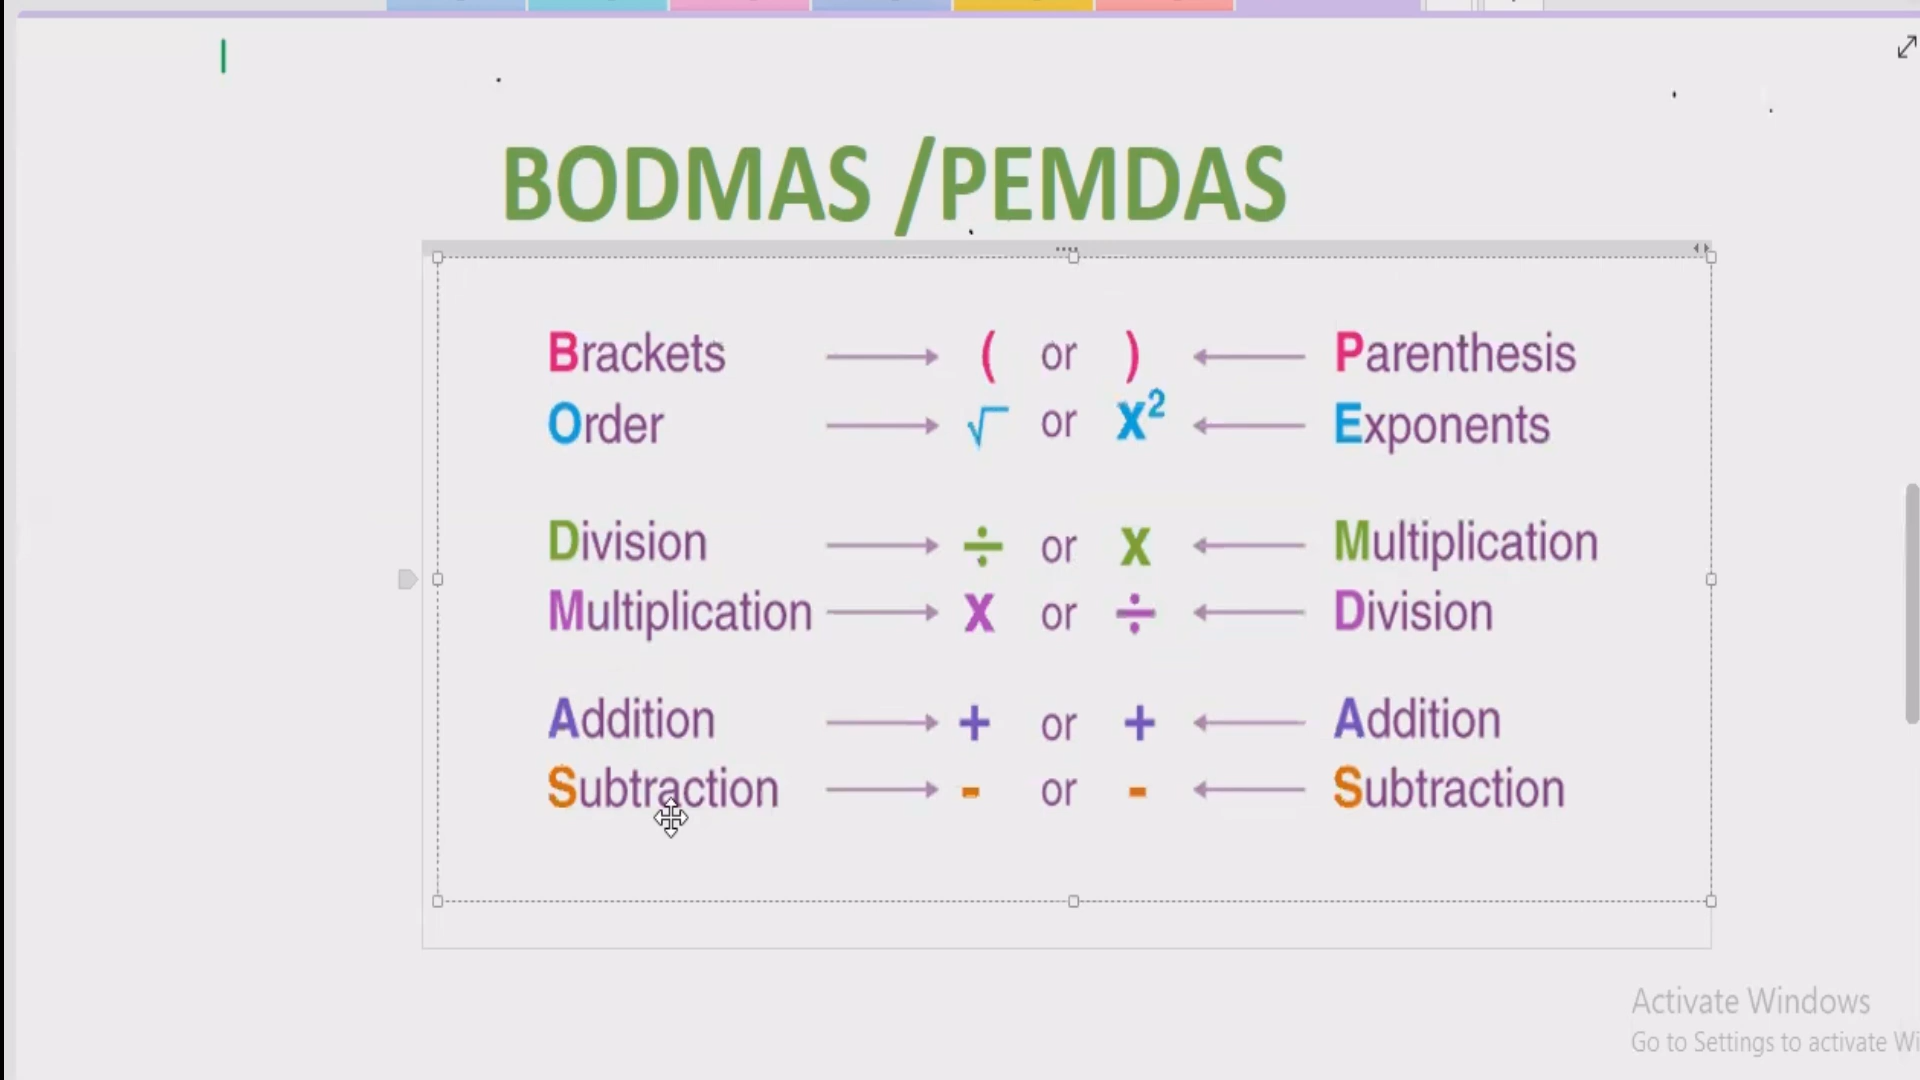 BODMAS /PEMDAS
Brackets ( or ) Parenthesis
Order √ or X² Exponents
Division ÷ or x Multiplication
Multiplication x or ÷ Division
Addition + or + Addition
Subtraction - or - Subtraction
Activate Windows
Go to Settings to activate Wi